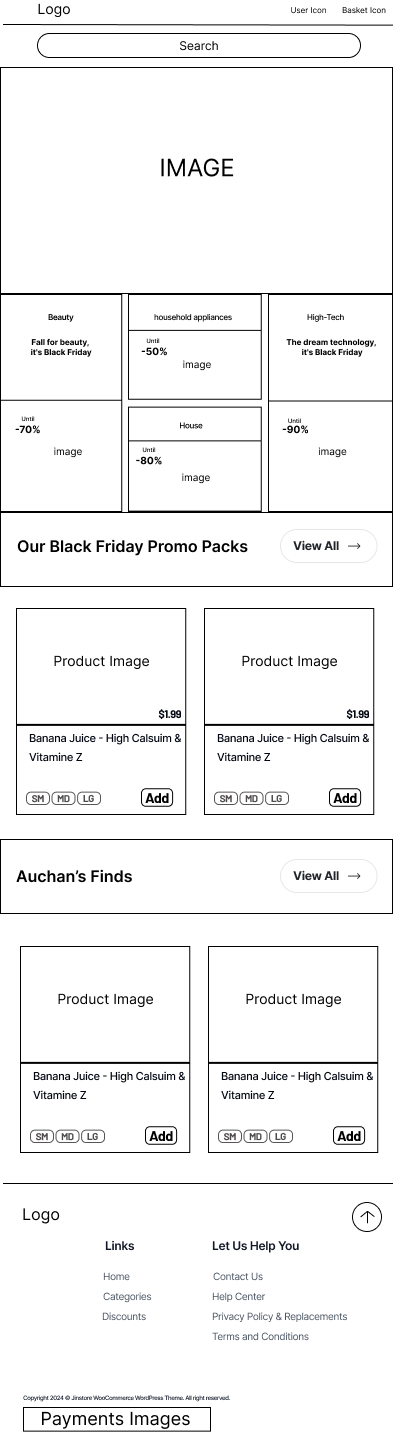 Logo
User Icon
Basket Icon
Search
IMAGE
Beauty
Fall for beauty,
it's Black Friday
Until
-70%
image
household appliances
Until
-50%
image
House
Until
-80%
image
High-Tech
The dream technology,
it's Black Friday
Until
-90%
image
Our Black Friday Promo Packs
View All
Product Image
$1.99
Banana Juice - High Calsuim &
Vitamine Z
SM MD LG
Add
Product Image
$1.99
Banana Juice - High Calsuim &
Vitamine Z
SM MD LG
Add
Auchan’s Finds
View All
Product Image
Banana Juice - High Calsuim &
Vitamine Z
SM MD LG
Add
Product Image
Banana Juice - High Calsuim &
Vitamine Z
SM MD LG
Add
Logo
Links
Home
Categories
Discounts
Let Us Help You
Contact Us
Help Center
Privacy Policy & Replacements
Terms and Conditions
Copyright 2024 © Jinstore WooCommerce WordPress Theme. All right reserved.
Payments Images